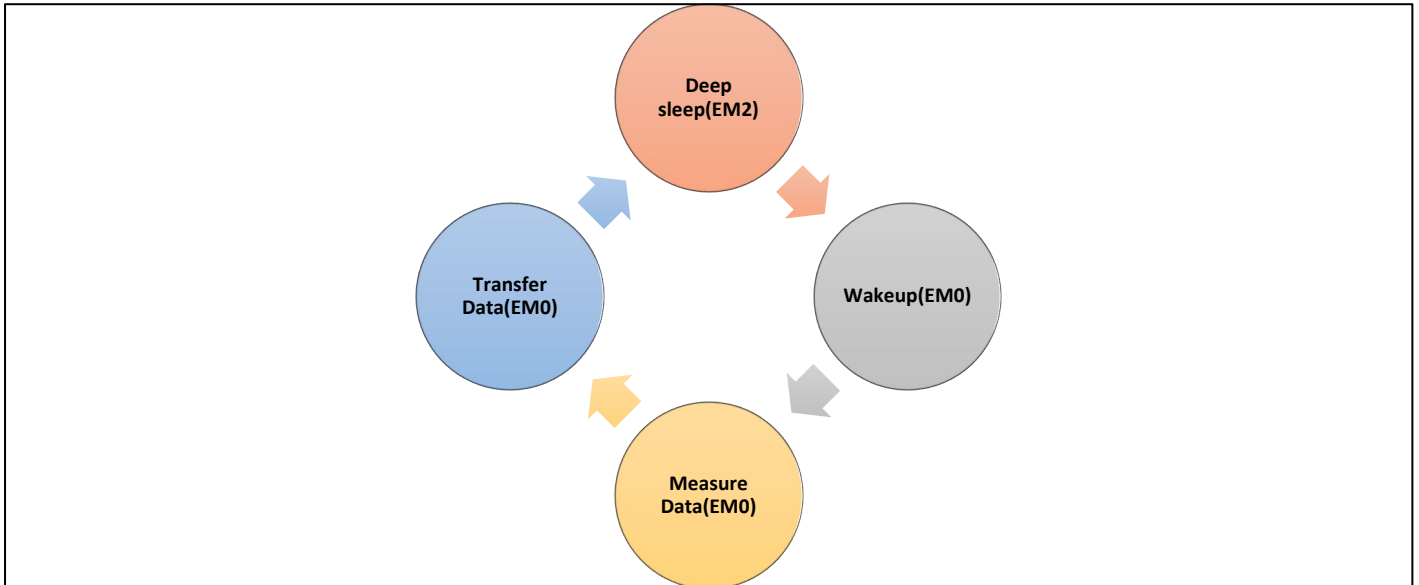 Deep
sleep(EM2)
Wakeup(EM0)
Measure
Data(EM0)
Transfer
Data(EM0)